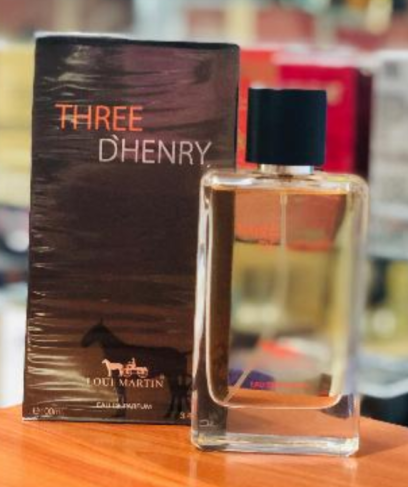 THREE
D'HENRY
LOUI MARTIN
EAU DE PARFUM